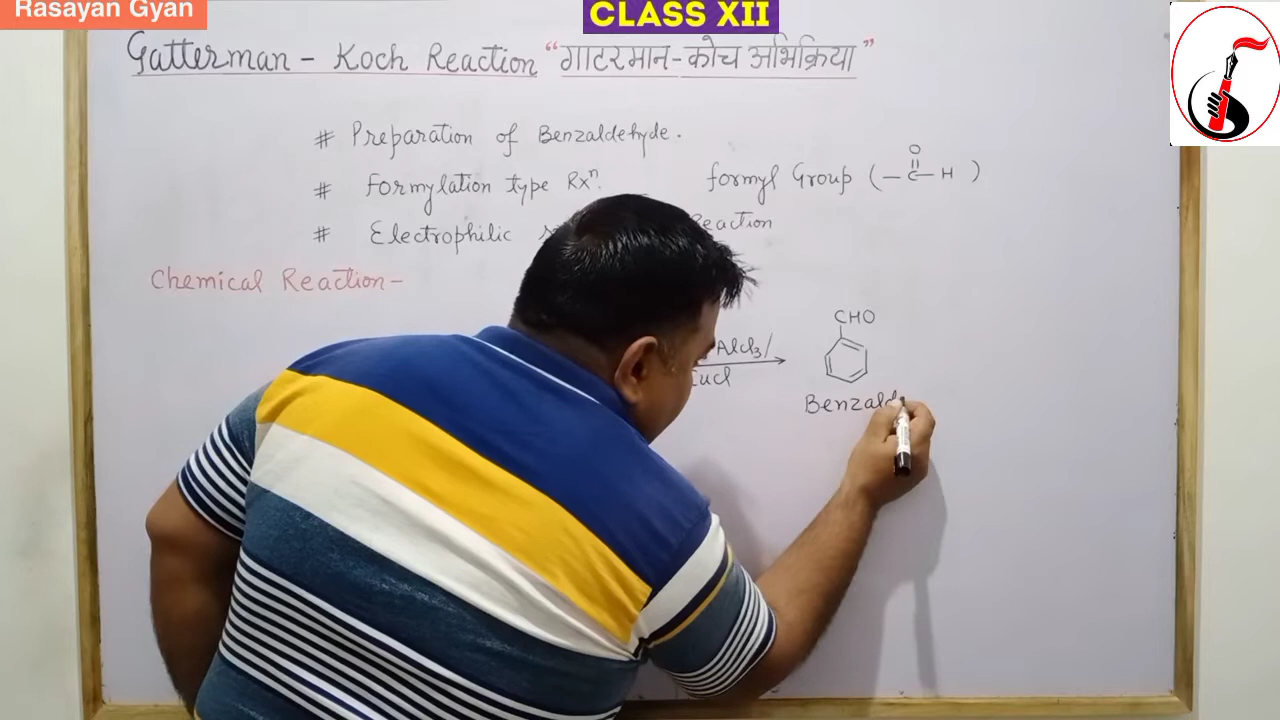 Rasayan Gyan
CLASS XII
Gatterman - Koch Reaction "गाटरमान-कोच अभिक्रिया"
# Preparation of Benzaldehyde.
# Formylation type Rxⁿ. formyl Group ( - C - H )
O
# Electrophilic Reaction
Chemical Reaction-
CHO
AlCl₃/
Benzald